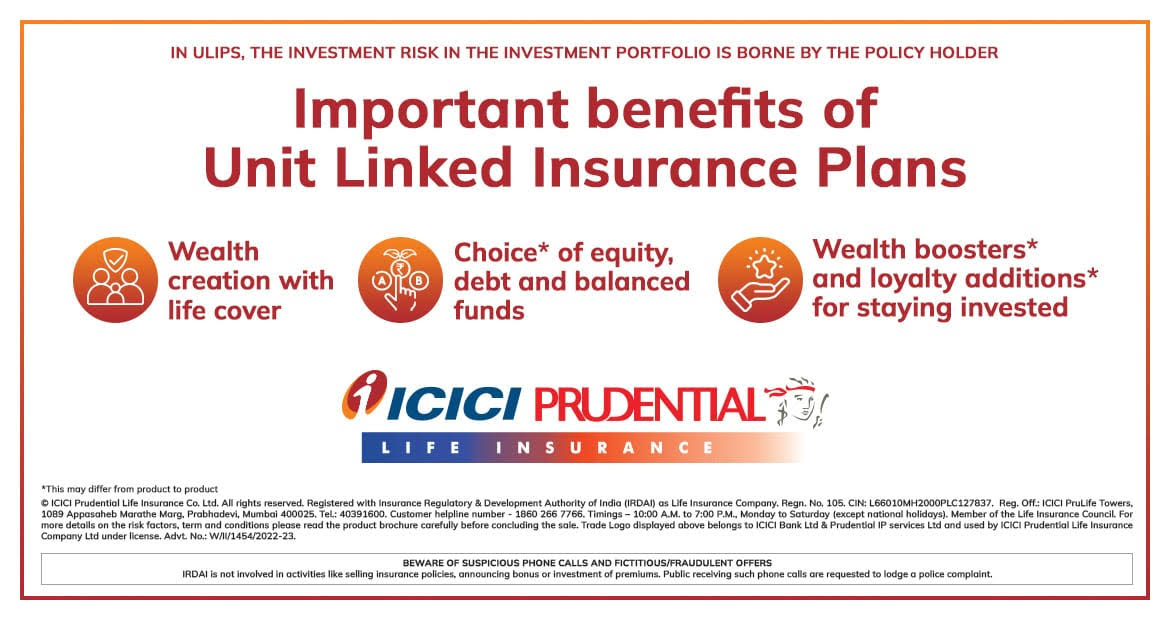 IN ULIPS, THE INVESTMENT RISK IN THE INVESTMENT PORTFOLIO IS BORNE BY THE POLICY HOLDER
Important benefits of
Unit Linked Insurance Plans
Wealth
creation with
life cover
A ₹ B
Choice* of equity,
debt and balanced
funds
Wealth boosters*
and loyalty additions*
for staying invested
i ICICI PRUDENTIAL
LIFE INSURANCE
*This may differ from product to product
© ICICI Prudential Life Insurance Co. Ltd. All rights reserved. Registered with Insurance Regulatory & Development Authority of India (IRDAI) as Life Insurance Company. Regn. No. 105. CIN: L66010MH2000PLC127837. Reg. Off.: ICICI PruLife Towers,
1089 Appasaheb Marathe Marg, Prabhadevi, Mumbai 400025. Tel.: 40391600. Customer helpline number - 1860 266 7766. Timings – 10:00 A.M. to 7:00 P.M., Monday to Saturday (except national holidays). Member of the Life Insurance Council. For
more details on the risk factors, term and conditions please read the product brochure carefully before concluding the sale. Trade Logo displayed above belongs to ICICI Bank Ltd & Prudential IP services Ltd and used by ICICI Prudential Life Insurance
Company Ltd under license. Advt. No.: W/II/1454/2022-23.
BEWARE OF SUSPICIOUS PHONE CALLS AND FICTITIOUS/FRAUDULENT OFFERS
IRDAI is not involved in activities like selling insurance policies, announcing bonus or investment of premiums. Public receiving such phone calls are requested to lodge a police complaint.